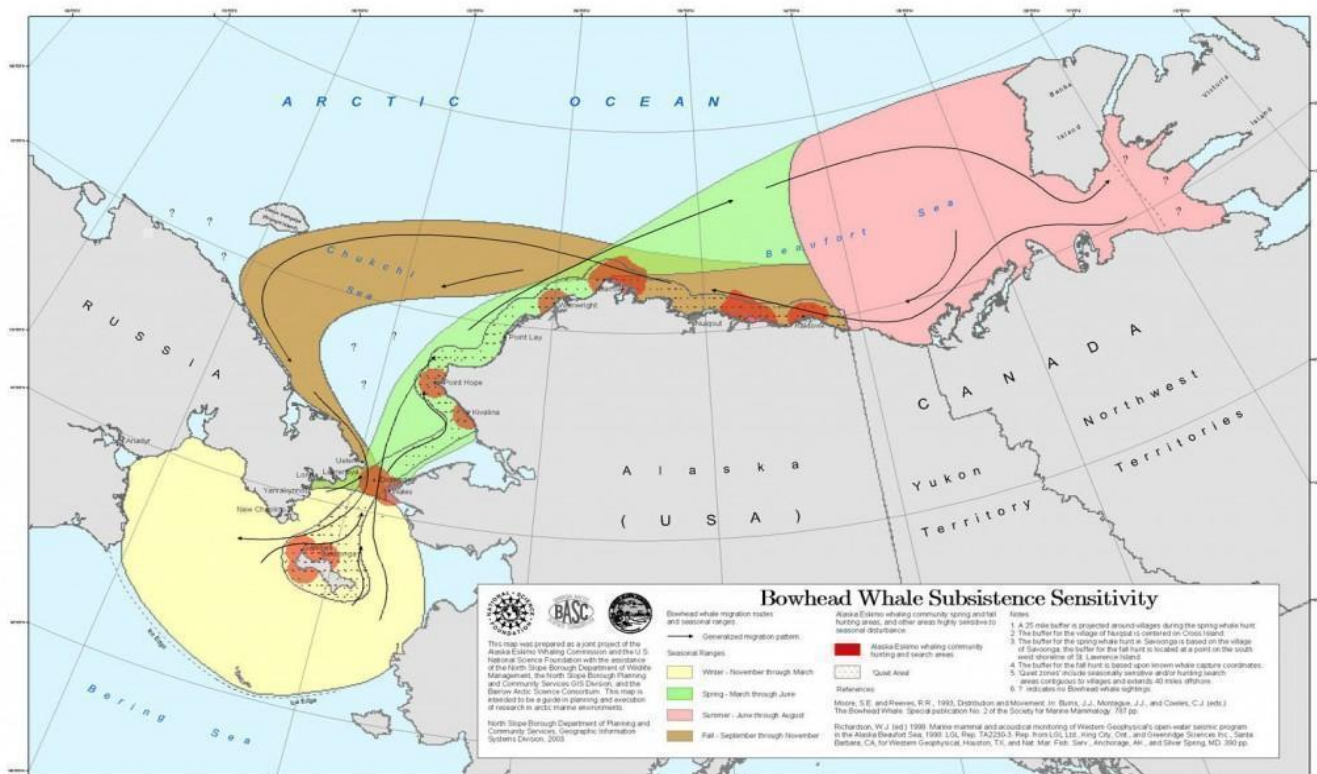 ARCTIC OCEAN
Banks
Island
Victoria
Island
Beaufort Sea
Chukchi
Sea
RUSSIA
Wainwright
Nuiqsut
Point Lay
Point Hope
Kivalina
CANADA
Northwest
Territories
Yukon
Territory
Alaska
(USA)
Anadyr
Wales
Ice Edge
Ice Edge
Bering
Sea
Bowhead Whale Subsistence Sensitivity
NATIONAL SCIENCE FOUNDATION
BASC
This map was prepared as a joint project of the
Alaska Eskimo Whaling Commission and the U.S.
National Science Foundation with the assistance
of the North Slope Borough Department of Wildlife
Management, the North Slope Borough Planning
and Community Services GIS Division, and the
Barrow Arctic Science Consortium. This map is
intended to be a guide in planning and execution
of research in arctic marine environments.
North Slope Borough Department of Planning and
Community Services, Geographic Information
Systems Division, 2003.
Bowhead whale migration routes
and seasonal ranges.
Generalized migration pattern.
Seasonal Ranges
Winter - November through March
Spring - March through June
Summer - June through August
Fall - September through November
Alaska Eskimo whaling community spring and fall
hunting areas, and other areas highly sensitive to
seasonal disturbance.
Alaska Eskimo whaling community
hunting and search areas
'Quiet Area'
References:
Moore, S.E. and Reeves, R.R., 1993, Distribution and Movement. In: Burns, J.J., Montague, J.J., and Cowles, C.J. (eds.)
The Bowhead Whale. Special publication No. 2 of the Society for Marine Mammalogy. 787 pp.
Richardson, W.J. (ed.) 1999. Marine mammal and acoustical monitoring of Western Geophysical's open-water seismic program
in the Alaska Beaufort Sea, 1998. LGL Rep. TA2230-3. Rep. from LGL Ltd., King City, Ont., and Greenridge Sciences Inc., Santa
Barbara, CA, for Western Geophysical, Houston, TX, and Nat. Mar. Fish. Serv., Anchorage, AK, and Silver Spring, MD. 390 pp.
Notes
1. A 25 mile buffer is projected around villages during the spring whale hunt.
2. The buffer for the village of Nuiqsut is centered on Cross Island.
3. The buffer for the spring whale hunt in Savoonga is based on the village
of Savoonga; the buffer for the fall hunt is located at a point on the south
west shoreline of St. Lawrence Island.
4. The buffer for the fall hunt is based upon known whale capture coordinates.
5. 'Quiet zones' include seasonally sensitive and/or hunting search
areas contiguous to villages and extends 40 miles offshore.
6. ? indicates no Bowhead whale sightings.